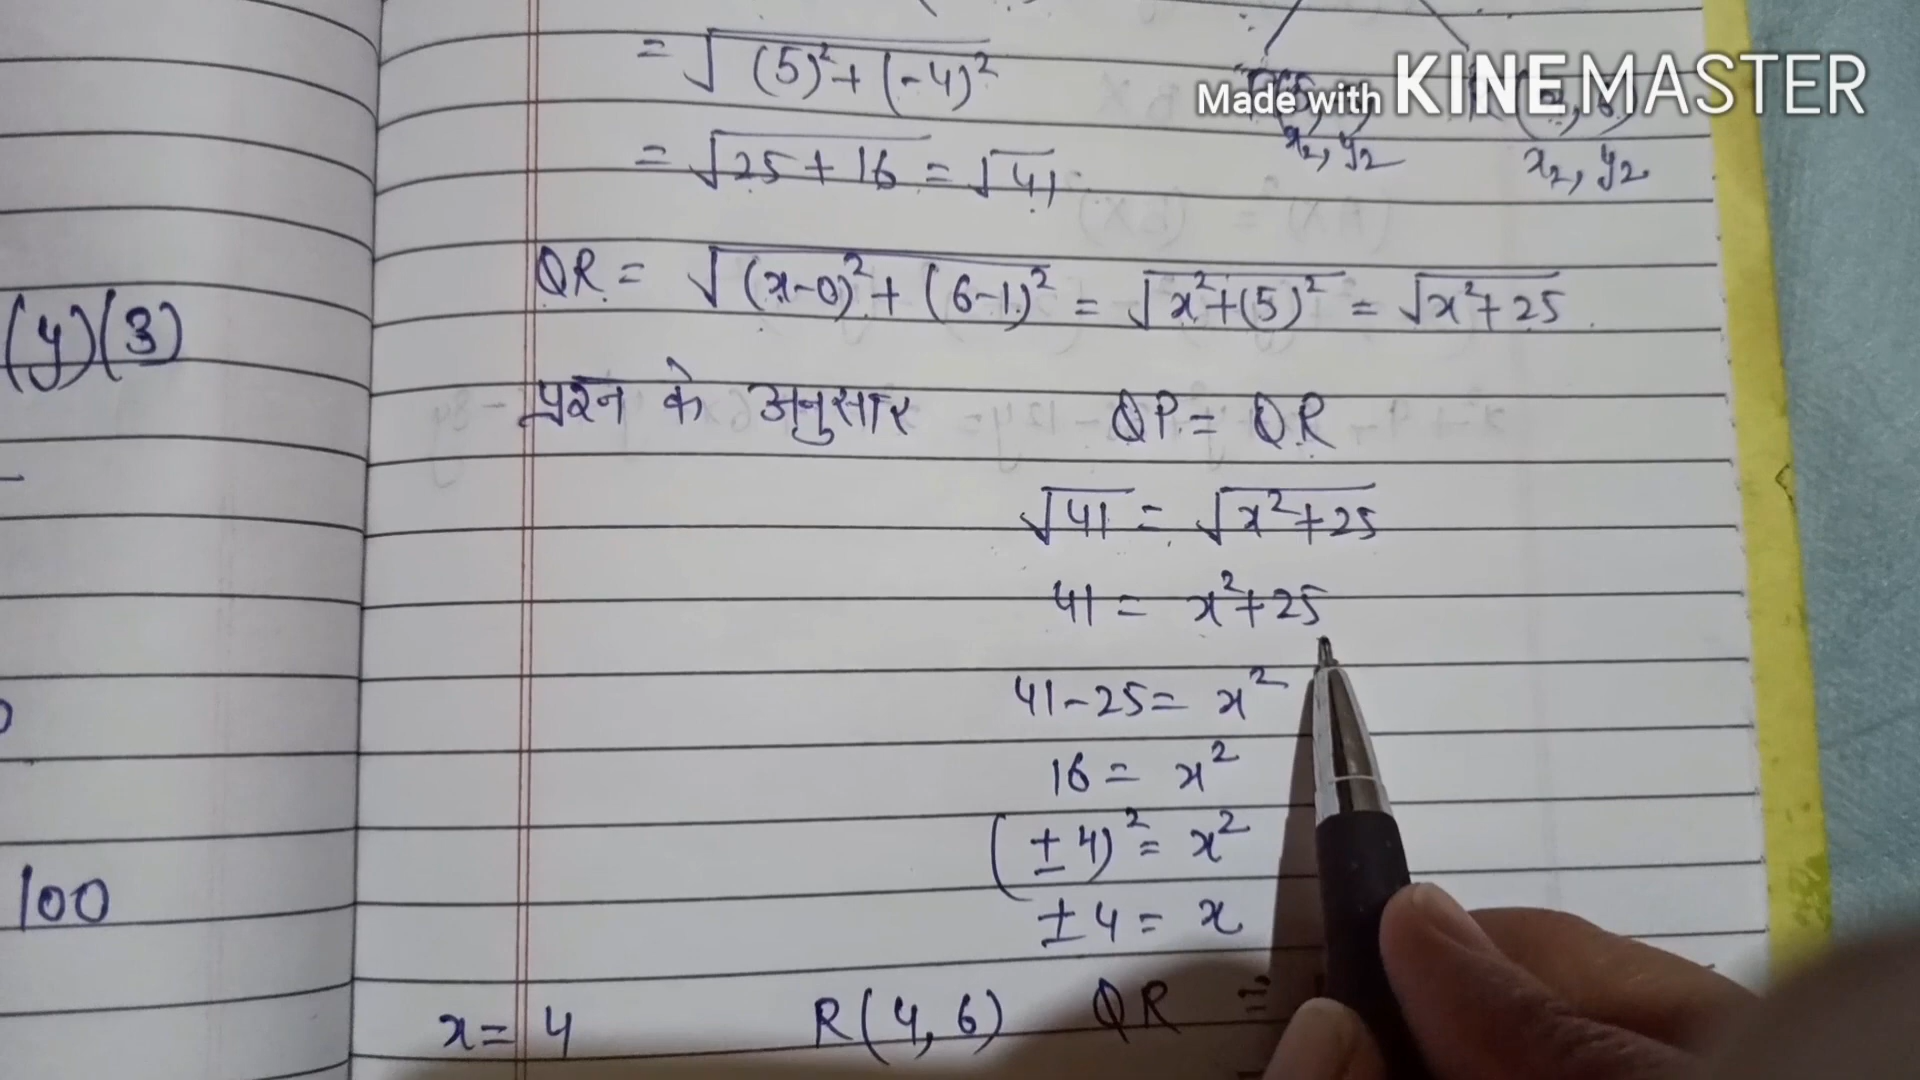 = √(5)²+(-4)²
Made with KINEMASTER
x₂, y₂ x₂, y₂
= √25+16 = √41
QR = √(x-0)²+(6-1)² = √x²+(5)² = √x²+25
(y)(3)
प्रश्न के अनुसार QP = QR
√41 = √x²+25
41 = x²+25
41-25 = x²
16 = x²
(±4)² = x²
100
±4 = x
x = 4 R(4,6) QR =